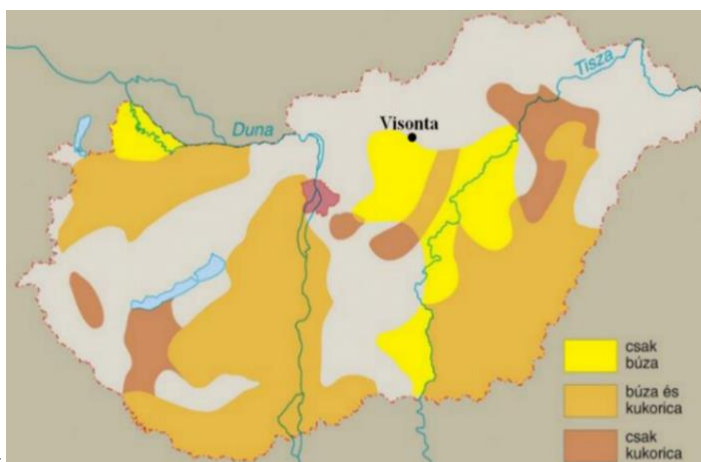 Tisza
Visonta
Duna
csak
búza
búza és
kukorica
csak
kukorica